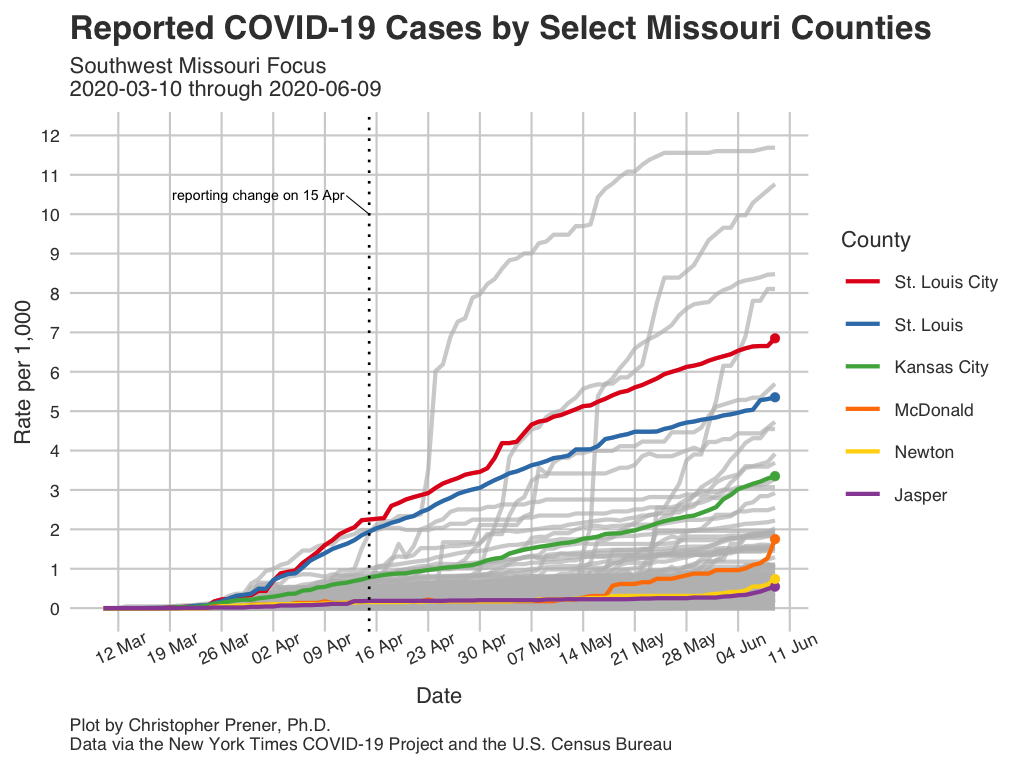 Reported COVID-19 Cases by Select Missouri Counties
Southwest Missouri Focus
2020-03-10 through 2020-06-09
12
11
10
9
8
7
6
5
4
3
2
1
0
Rate per 1,000
reporting change on 15 Apr
12 Mar
19 Mar
26 Mar
02 Apr
09 Apr
16 Apr
23 Apr
30 Apr
07 May
14 May
21 May
28 May
04 Jun
11 Jun
Date
County
St. Louis City
St. Louis
Kansas City
McDonald
Newton
Jasper
Plot by Christopher Prener, Ph.D.
Data via the New York Times COVID-19 Project and the U.S. Census Bureau